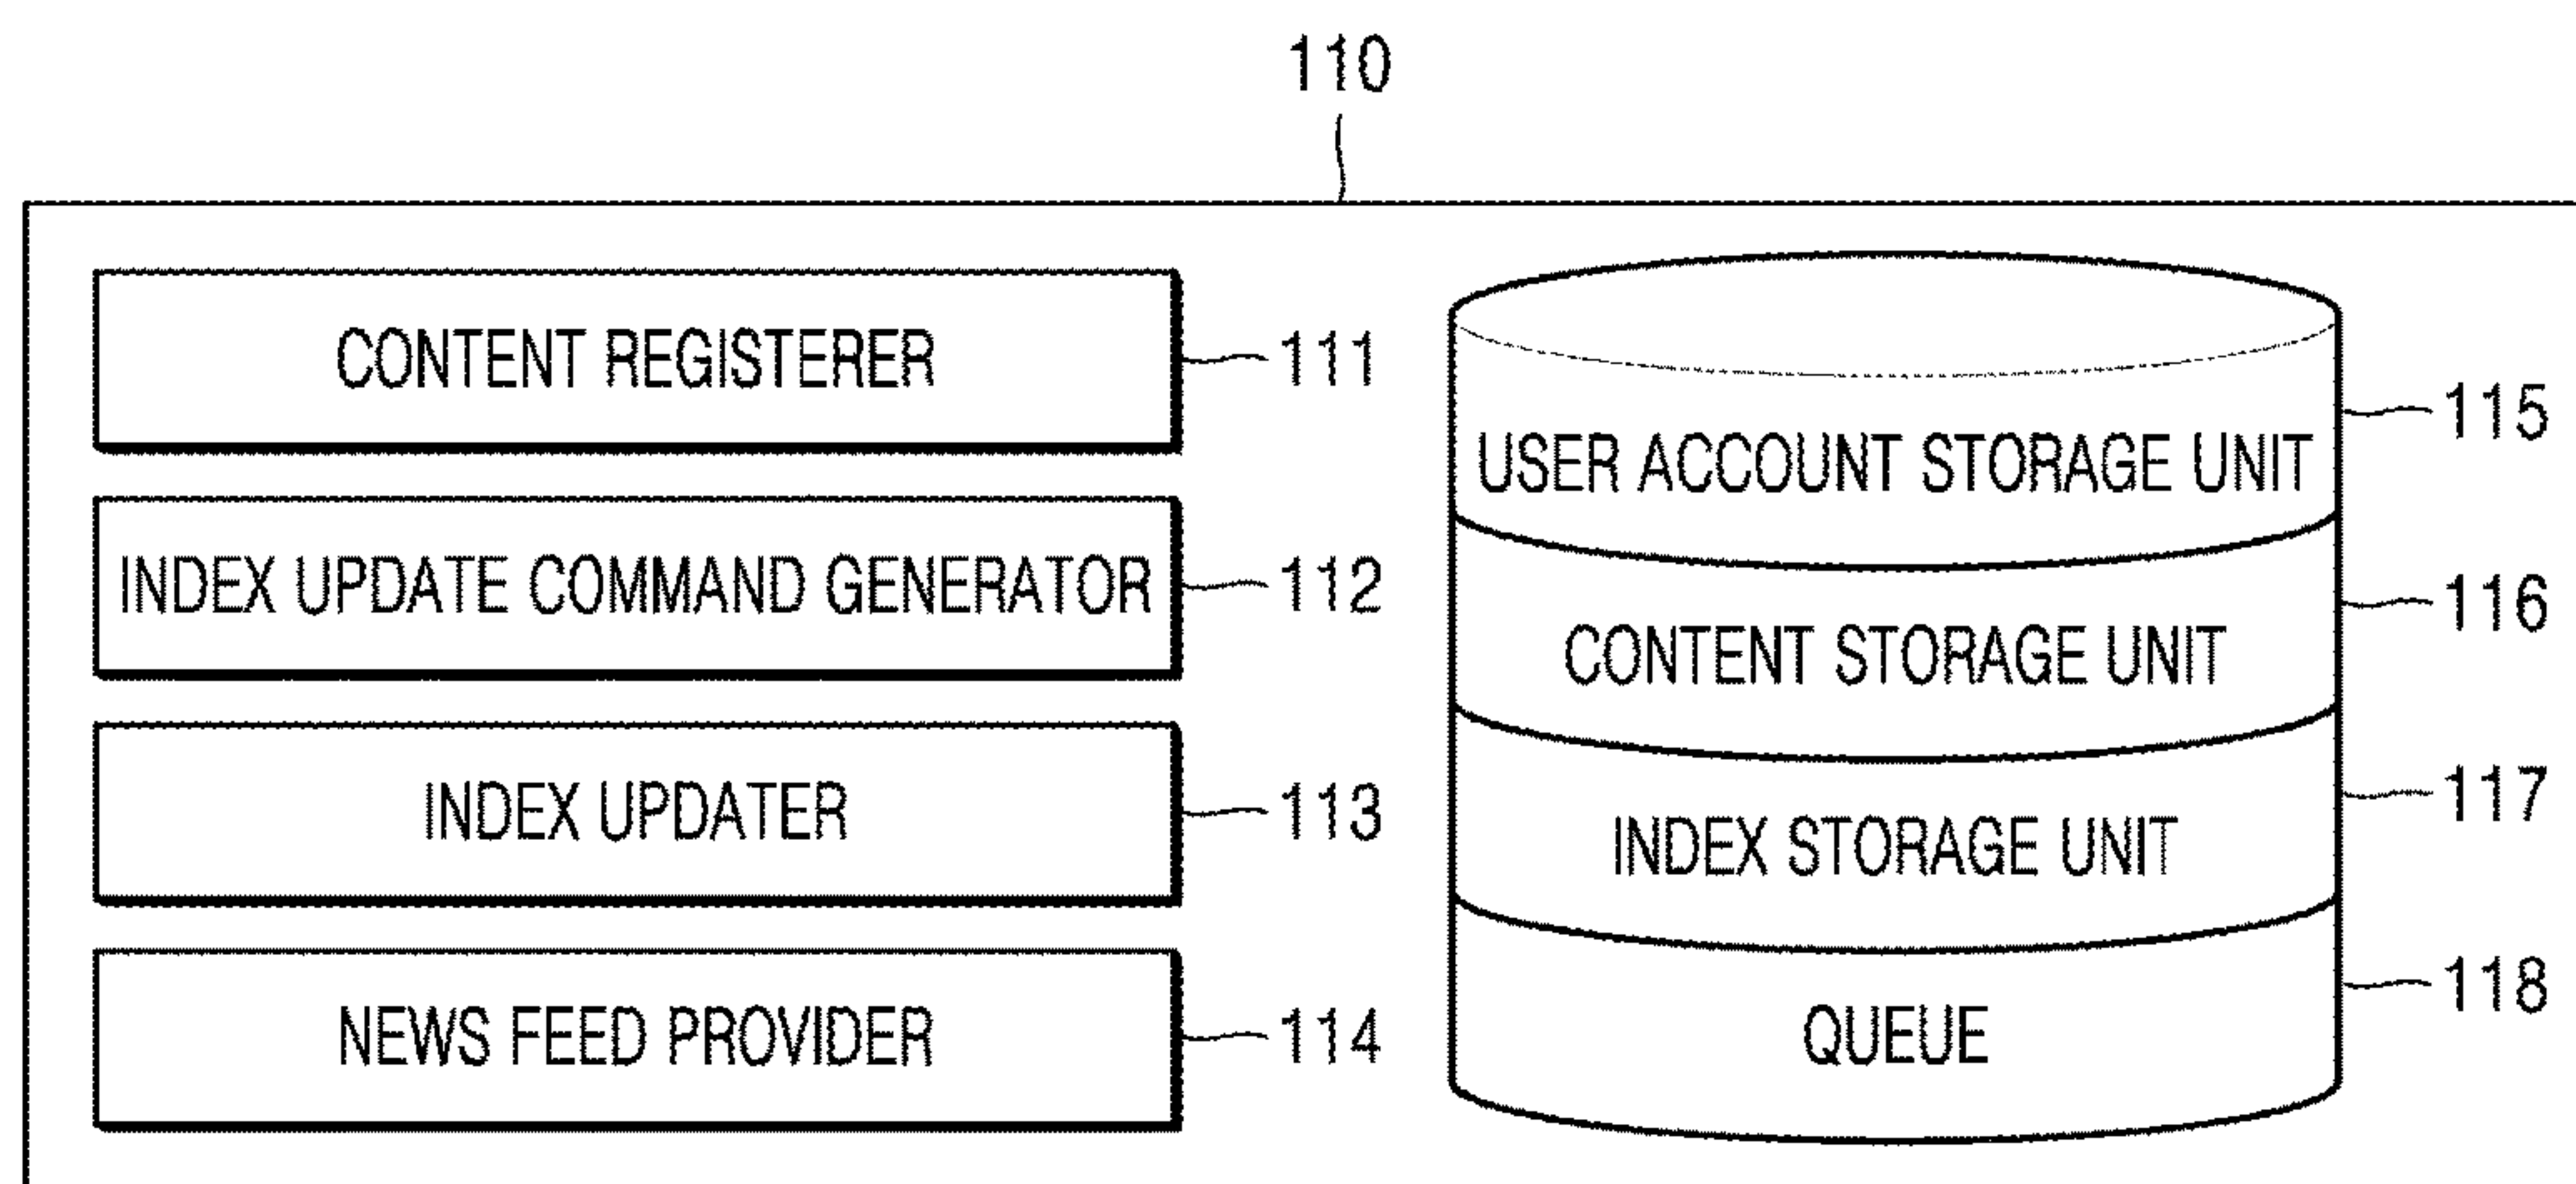 110
CONTENT REGISTERER
111
INDEX UPDATE COMMAND GENERATOR
112
INDEX UPDATER
113
NEWS FEED PROVIDER
114
USER ACCOUNT STORAGE UNIT
115
CONTENT STORAGE UNIT
116
INDEX STORAGE UNIT
117
QUEUE
118